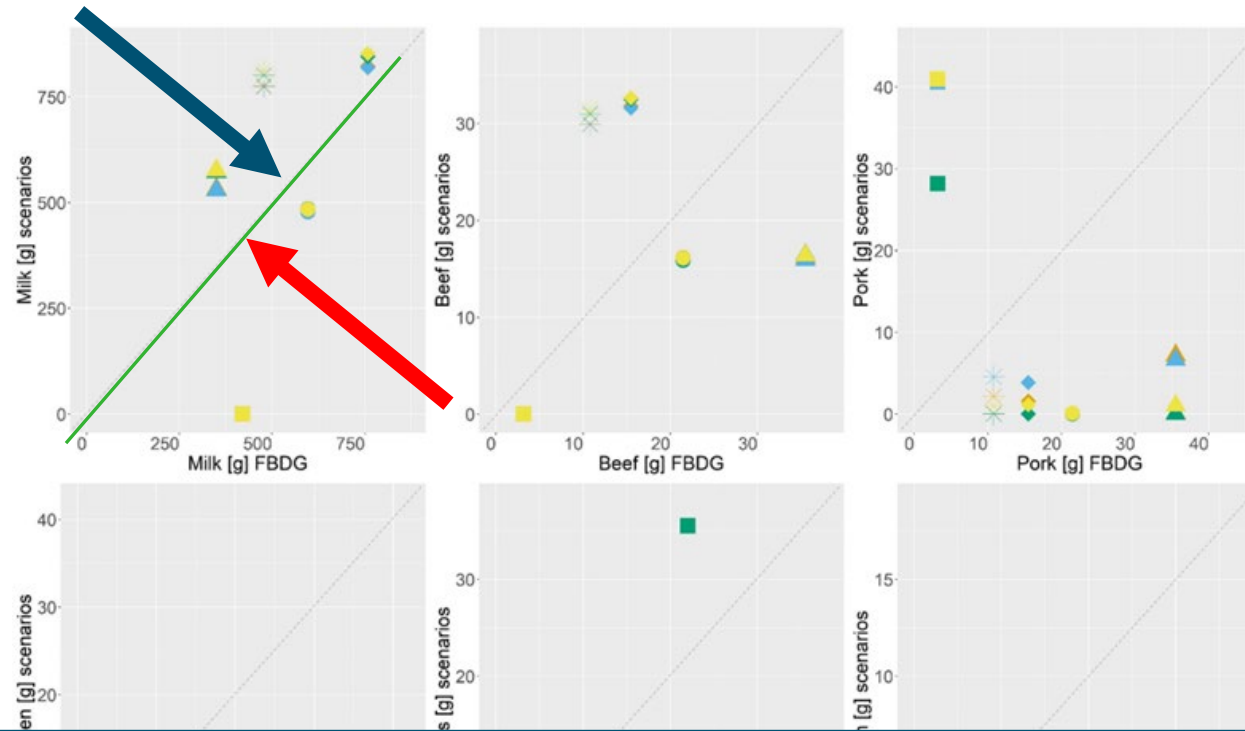 750
500
250
0
Milk [g] scenarios
0 250 500 750
Milk [g] FBDG
30
20
10
0
Beef [g] scenarios
0 10 20 30
Beef [g] FBDG
40
30
20
10
0
Pork [g] scenarios
0 10 20 30 40
Pork [g] FBDG
40
30
20
en [g] scenarios
30
20
s [g] scenarios
15
10
[g] scenarios